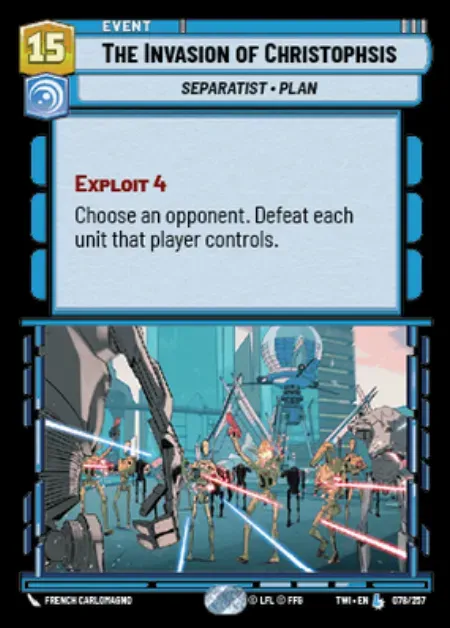 EVENT
15
THE INVASION OF CHRISTOPHSIS
SEPARATIST • PLAN
EXPLOIT 4
Choose an opponent. Defeat each
unit that player controls.
FRENCH CARLOMAGNO
© LFL © FFG
TWI • EN
L
078/257